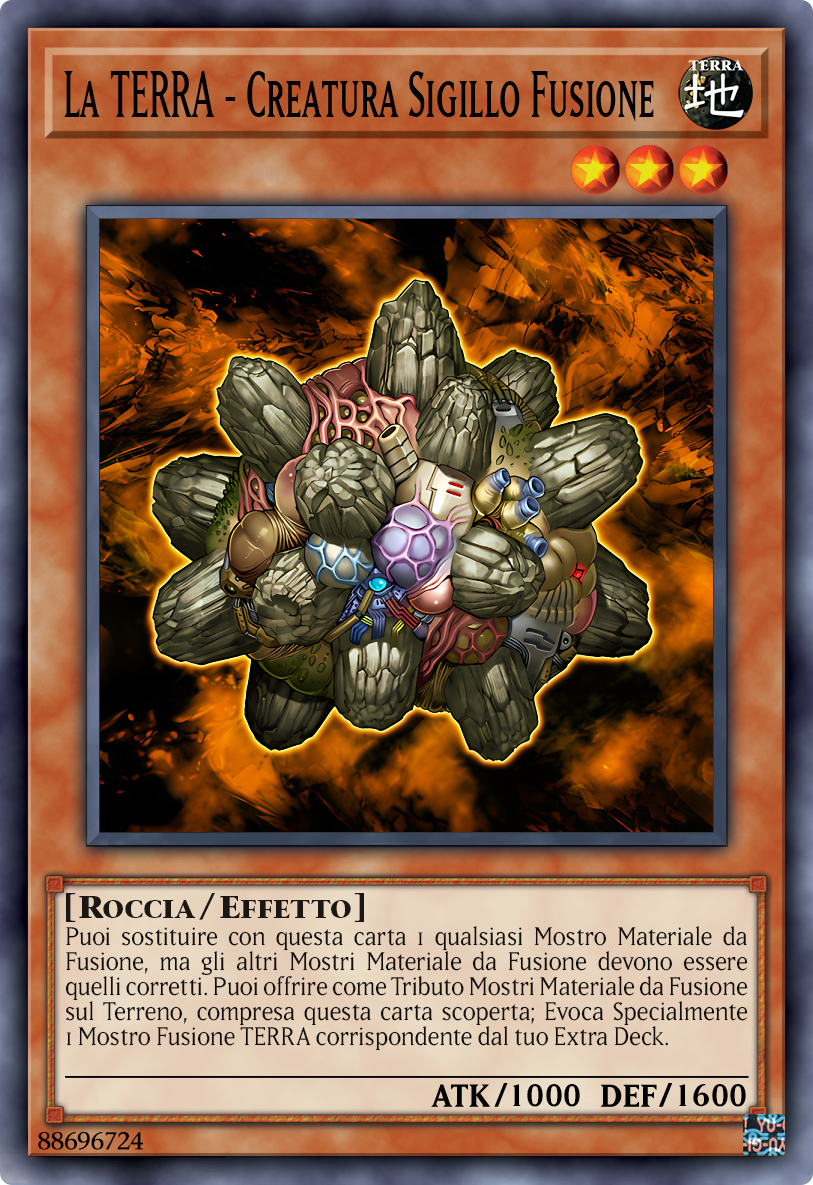 La TERRA - Creatura Sigillo Fusione
TERRA
地
[Roccia/Effetto]
Puoi sostituire con questa carta 1 qualsiasi Mostro Materiale da
Fusione, ma gli altri Mostri Materiale da Fusione devono essere
quelli corretti. Puoi offrire come Tributo Mostri Materiale da Fusione
sul Terreno, compresa questa carta scoperta; Evoca Specialmente
1 Mostro Fusione TERRA corrispondente dal tuo Extra Deck.
ATK/1000 DEF/1600
88696724